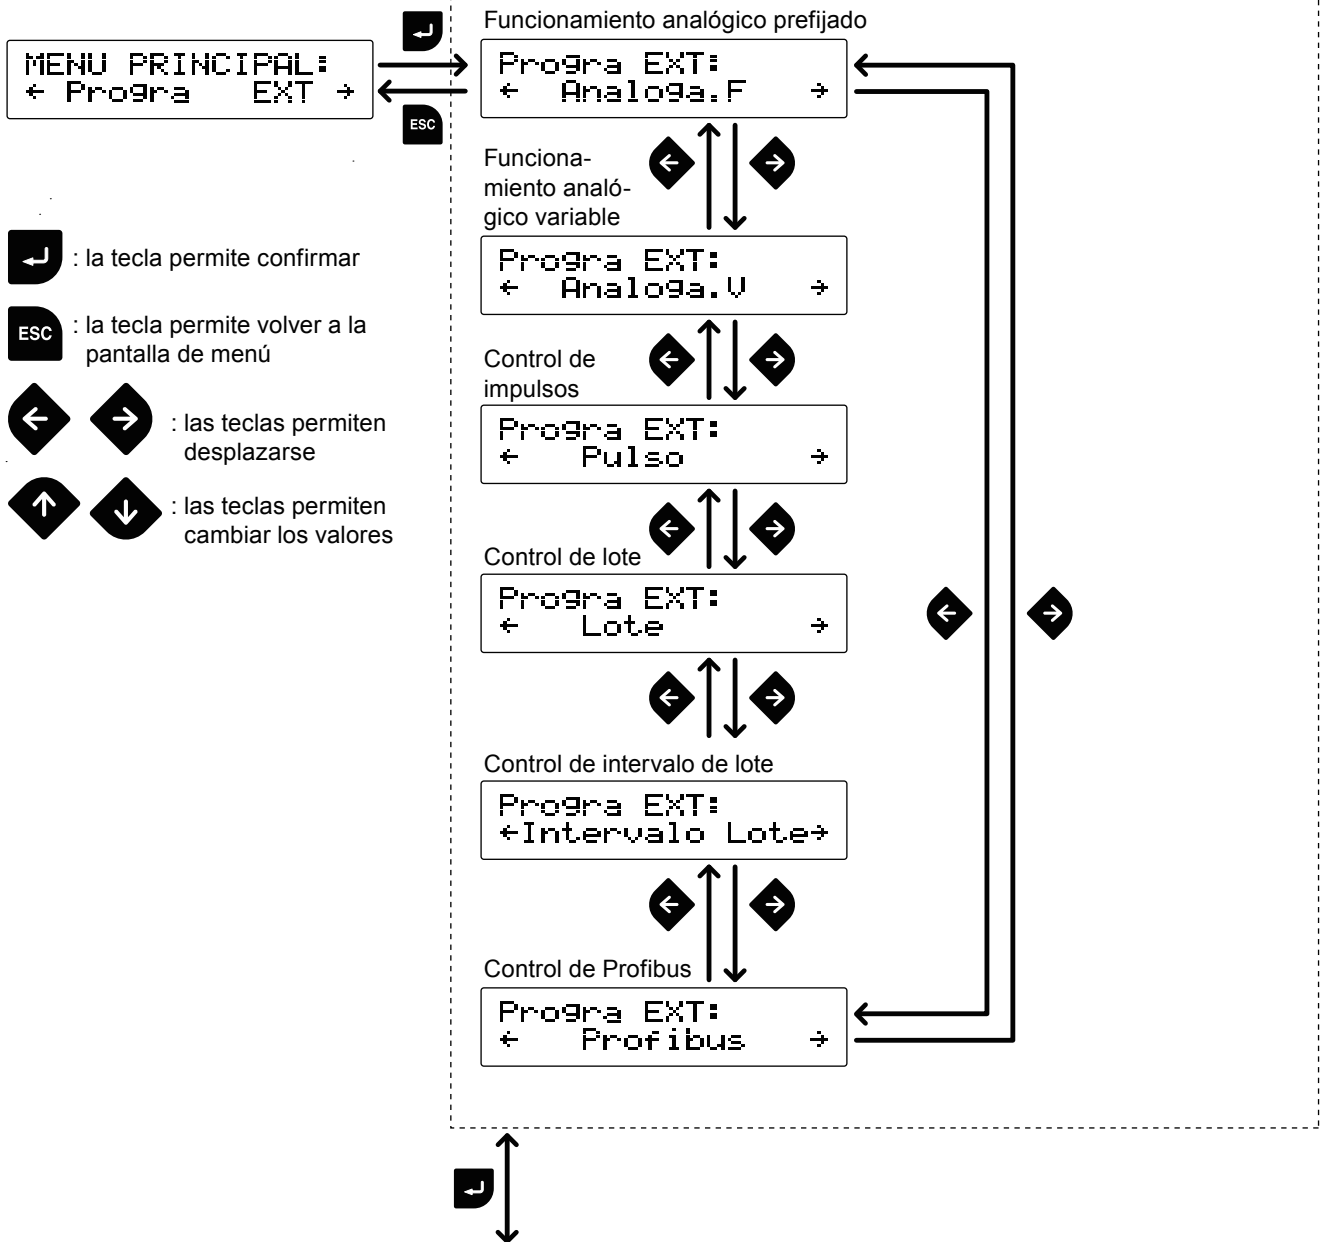 Funcionamiento analógico prefijado
MENU PRINCIPAL:
← Progra EXT →
Progra EXT:
← Analoga.F →
ESC
Funciona-
miento analó-
gico variable
Progra EXT:
← Analoga.V →
: la tecla permite confirmar
ESC : la tecla permite volver a la
pantalla de menú
: las teclas permiten
desplazarse
: las teclas permiten
cambiar los valores
Control de
impulsos
Progra EXT:
← Pulso →
Control de lote
Progra EXT:
← Lote →
Control de intervalo de lote
Progra EXT:
←Intervalo Lote→
Control de Profibus
Progra EXT:
← Profibus →